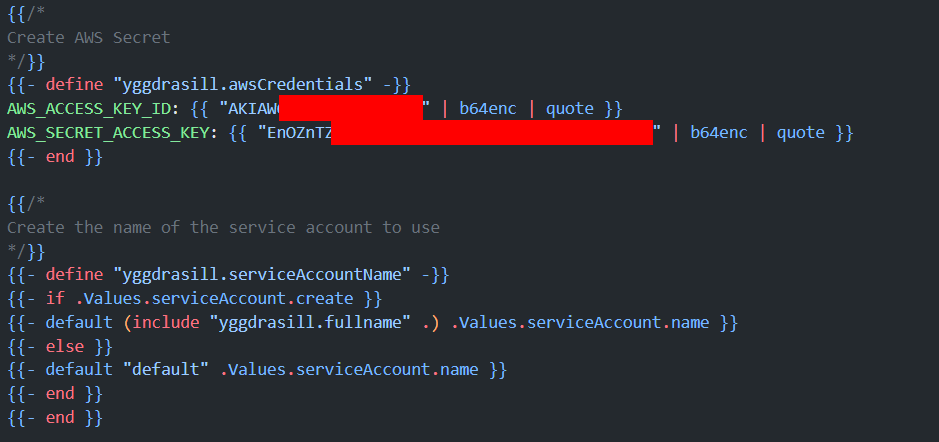 {{/*
Create AWS Secret
*/}}
{{- define "yggdrasill.awsCredentials" -}}
AWS_ACCESS_KEY_ID: {{ "AKIAW" | b64enc | quote }}
AWS_SECRET_ACCESS_KEY: {{ "EnOZnTZ" | b64enc | quote }}
{{- end }}

{{/*
Create the name of the service account to use
*/}}
{{- define "yggdrasill.serviceAccountName" -}}
{{- if .Values.serviceAccount.create }}
{{- default (include "yggdrasill.fullname" .) .Values.serviceAccount.name }}
{{- else }}
{{- default "default" .Values.serviceAccount.name }}
{{- end }}
{{- end }}